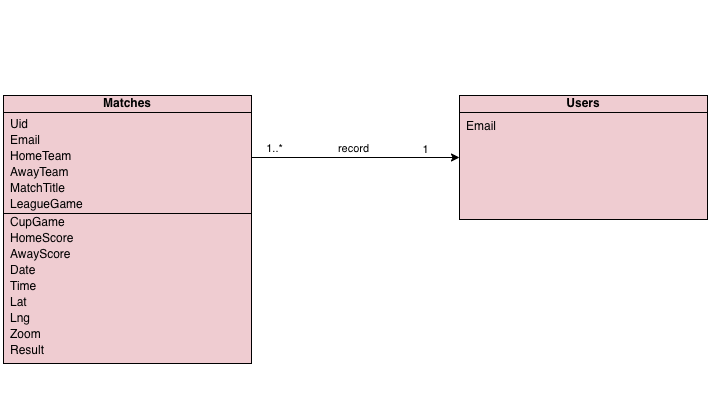 Matches
Uid
Email
HomeTeam
AwayTeam
MatchTitle
LeagueGame
CupGame
HomeScore
AwayScore
Date
Time
Lat
Lng
Zoom
Result
1..*
record
1
Users
Email